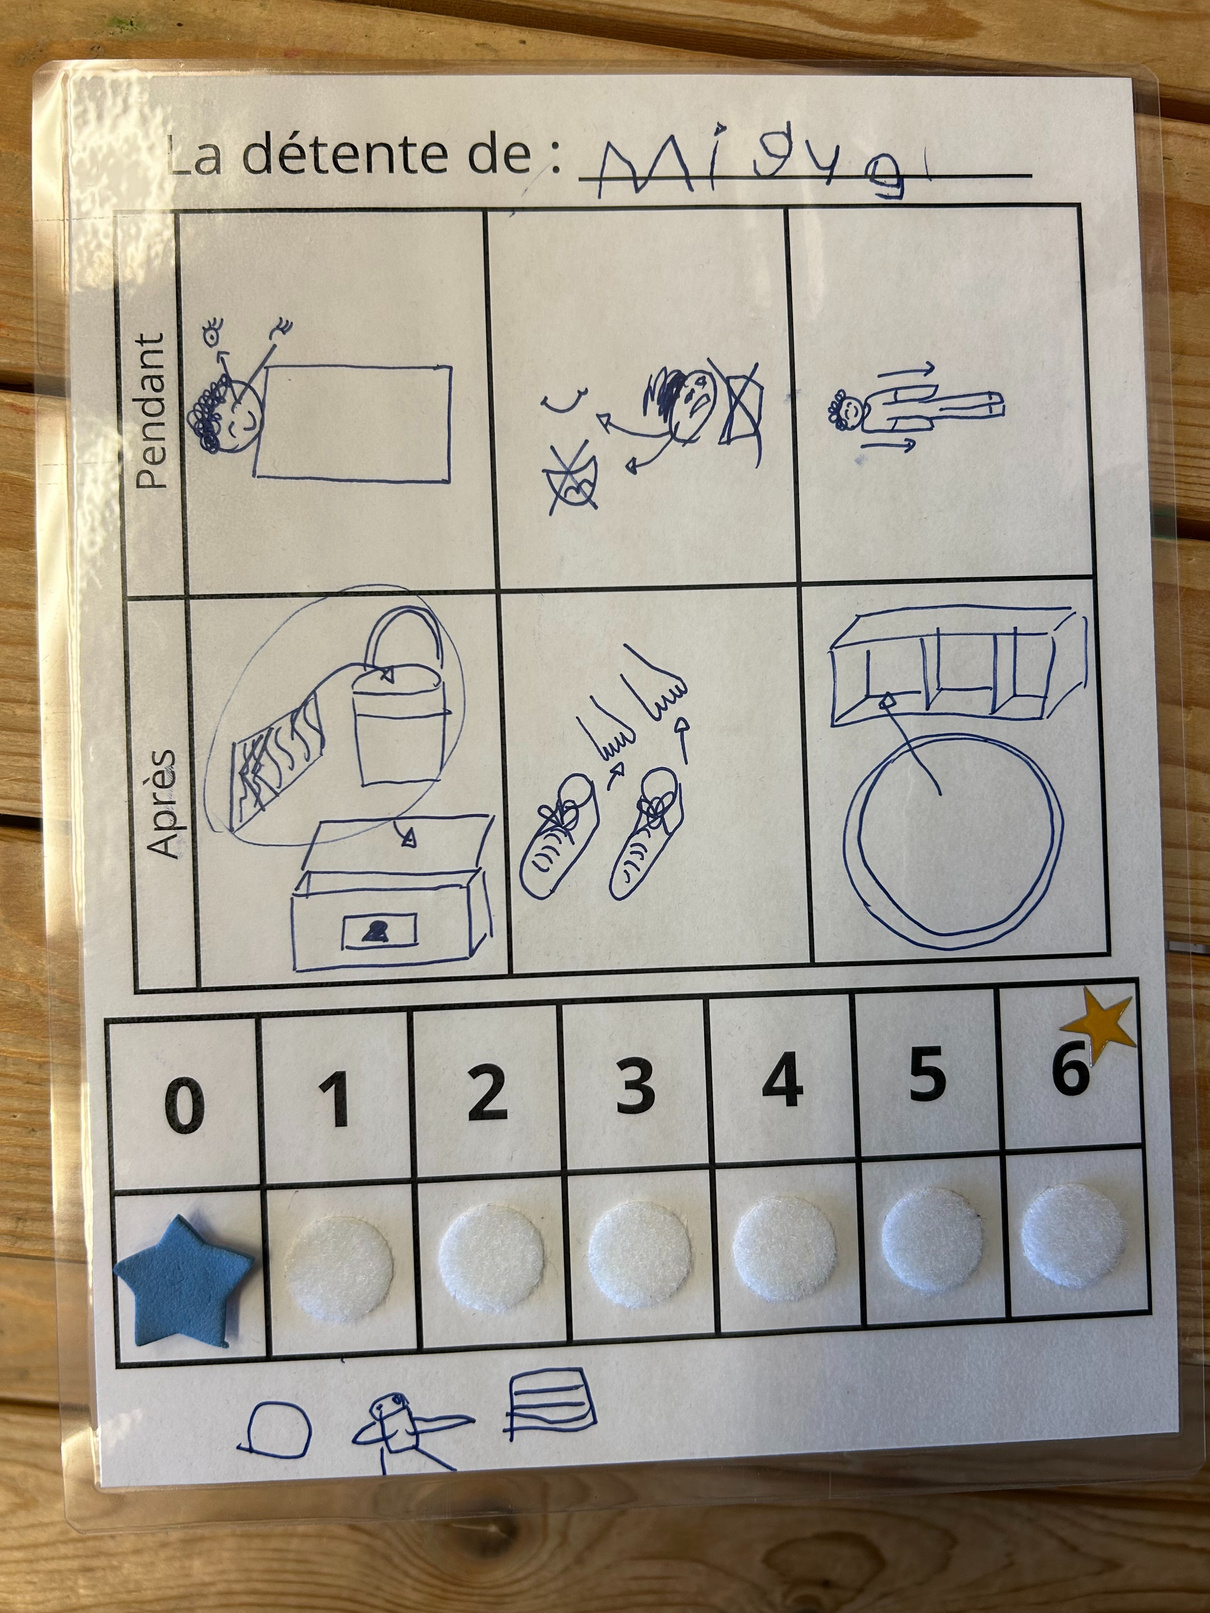 La détente de :
Pendant
Après
0 1 2 3 4 5 6